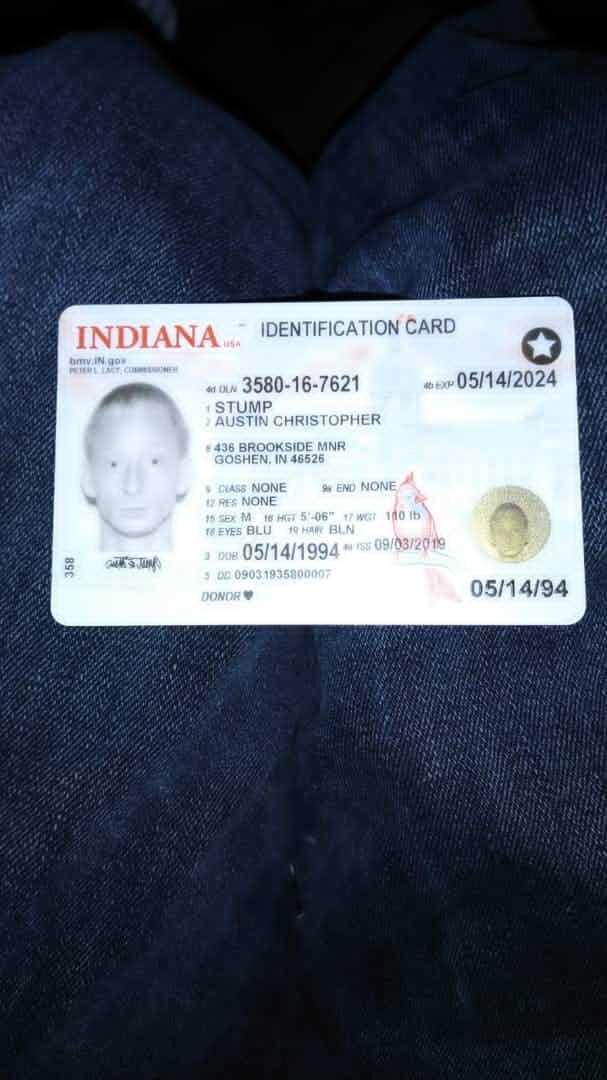 INDIANA USA IDENTIFICATION CARD
bmv.IN.gov
PETER L. LACY, COMMISSIONER
4d DLN 3580-16-7621 4b EXP 05/14/2024
1 STUMP
2 AUSTIN CHRISTOPHER
8 436 BROOKSIDE MNR
GOSHEN, IN 46526
9 CLASS NONE 9a END NONE
12 RES NONE
15 SEX M 16 HGT 5'-06" 17 WGT 110 lb
18 EYES BLU 19 HAIR BLN
3 DOB 05/14/1994 4a ISS 09/03/2019
5 DD 09031935800007
DONOR
05/14/94
358